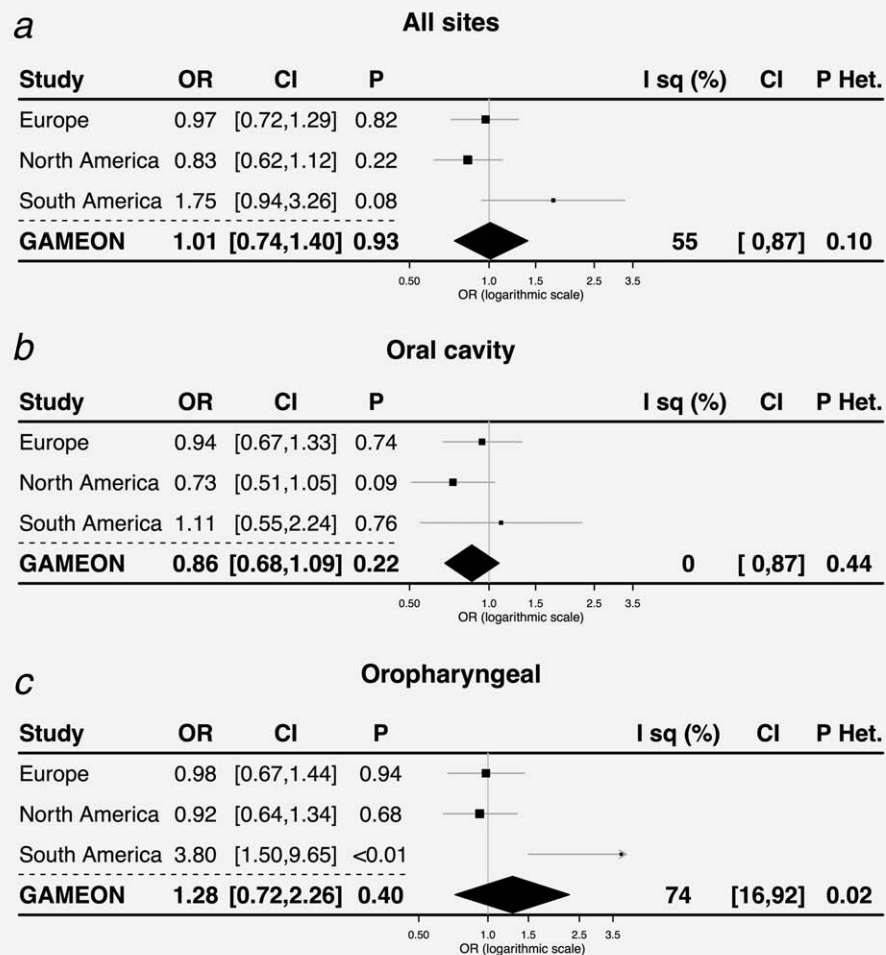 a
All sites
Study OR CI P I sq (%) CI P Het.
Europe 0.97 [0.72,1.29] 0.82
North America 0.83 [0.62,1.12] 0.22
South America 1.75 [0.94,3.26] 0.08
GAMEON 1.01 [0.74,1.40] 0.93 55 [ 0,87] 0.10
0.50 1.0 1.5 2.5 3.5
OR (logarithmic scale)
b
Oral cavity
Study OR CI P I sq (%) CI P Het.
Europe 0.94 [0.67,1.33] 0.74
North America 0.73 [0.51,1.05] 0.09
South America 1.11 [0.55,2.24] 0.76
GAMEON 0.86 [0.68,1.09] 0.22 0 [ 0,87] 0.44
0.50 1.0 1.5 2.5 3.5
OR (logarithmic scale)
c
Oropharyngeal
Study OR CI P I sq (%) CI P Het.
Europe 0.98 [0.67,1.44] 0.94
North America 0.92 [0.64,1.34] 0.68
South America 3.80 [1.50,9.65] <0.01
GAMEON 1.28 [0.72,2.26] 0.40 74 [16,92] 0.02
0.50 1.0 1.5 2.5 3.5
OR (logarithmic scale)